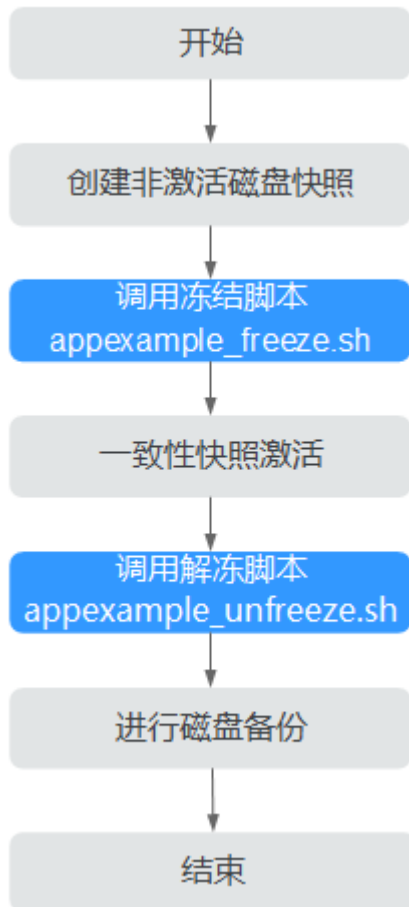 开始
创建非激活磁盘快照
调用冻结脚本
appexample_freeze.sh
一致性快照激活
调用解冻脚本
appexample_unfreeze.sh
进行磁盘备份
结束